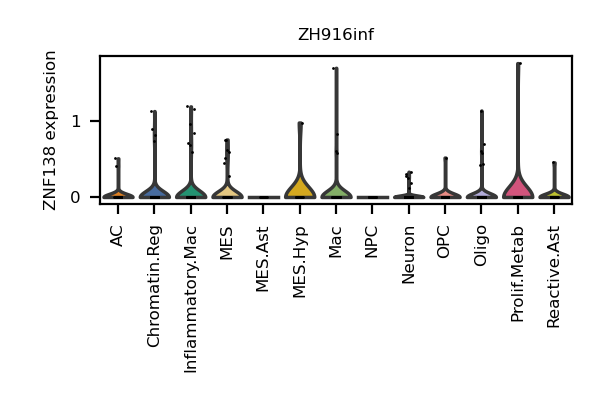 ZH916inf
ZNF138 expression
1
0
AC
Chromatin.Reg
Inflammatory.Mac
MES
MES.Ast
MES.Hyp
Mac
NPC
Neuron
OPC
Oligo
Prolif.Metab
Reactive.Ast